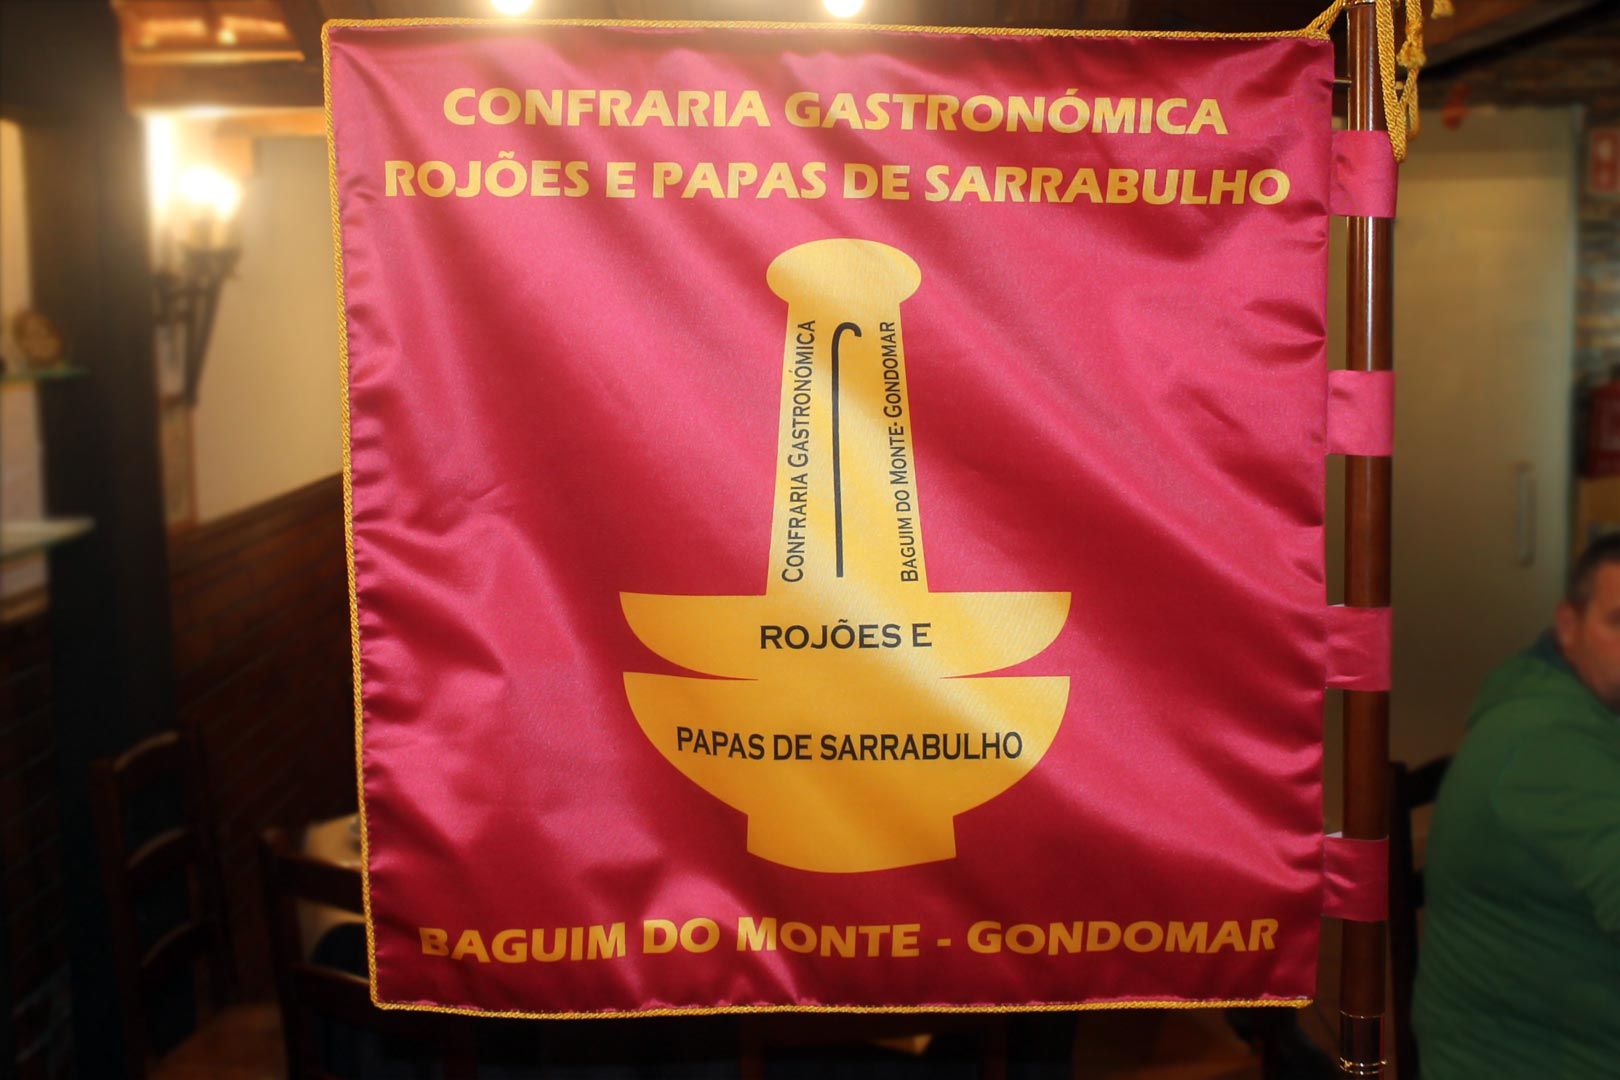 CONFRARIA GASTRONÓMICA
ROJÕES E PAPAS DE SARRABULHO
CONFRARIA GASTRONÓMICA
BAGUIM DO MONTE- GONDOMAR
ROJÕES E
PAPAS DE SARRABULHO
BAGUIM DO MONTE - GONDOMAR